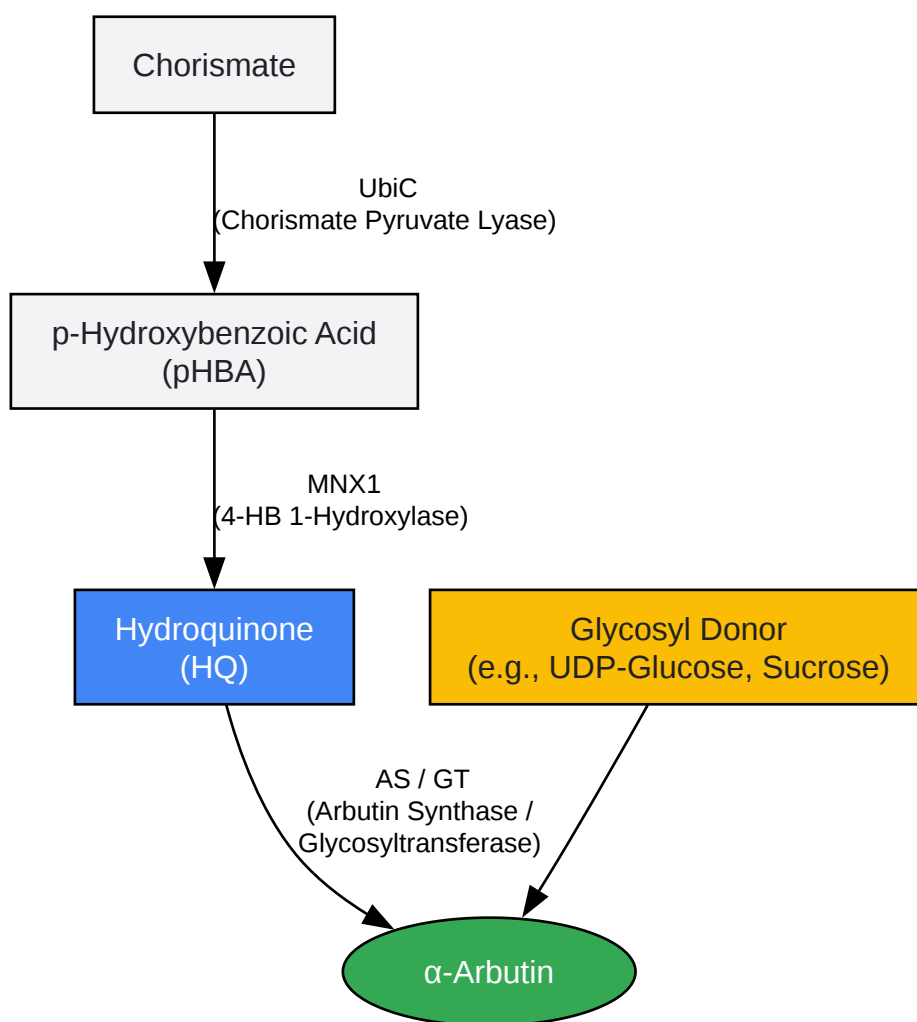 Chorismate
UbiC
(Chorismate Pyruvate Lyase)
p-Hydroxybenzoic Acid
(pHBA)
MNX1
(4-HB 1-Hydroxylase)
Hydroquinone
(HQ)
Glycosyl Donor
(e.g., UDP-Glucose, Sucrose)
AS / GT
(Arbutin Synthase /
Glycosyltransferase)
α-Arbutin